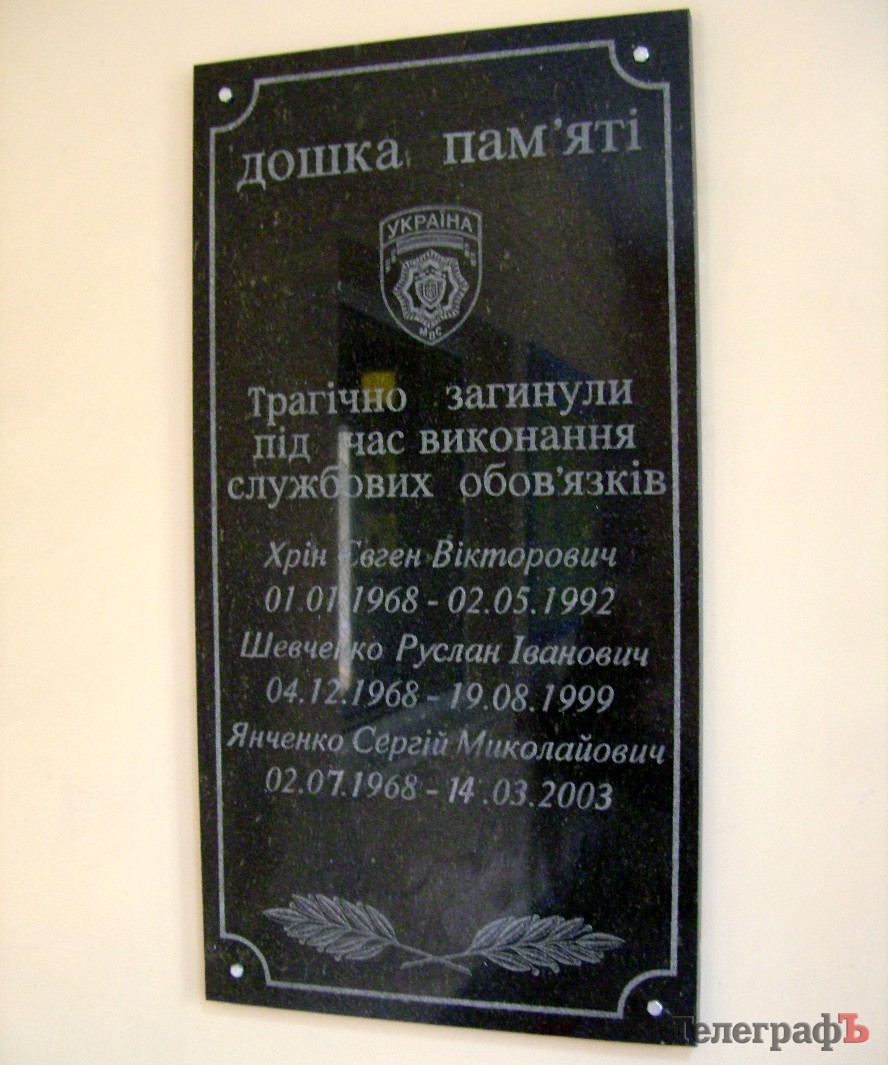 дошка пам'яті
УКРАЇНА
МВС
Трагічно загинули
під час виконання
службових обов'язків
Хрін Євген Вікторович
01.01.1968 - 02.05.1992
Шевченко Руслан Іванович
04.12.1968 - 19.08.1999
Янченко Сергій Миколайович
02.07.1968 - 14.03.2003
ТелеграфЪ